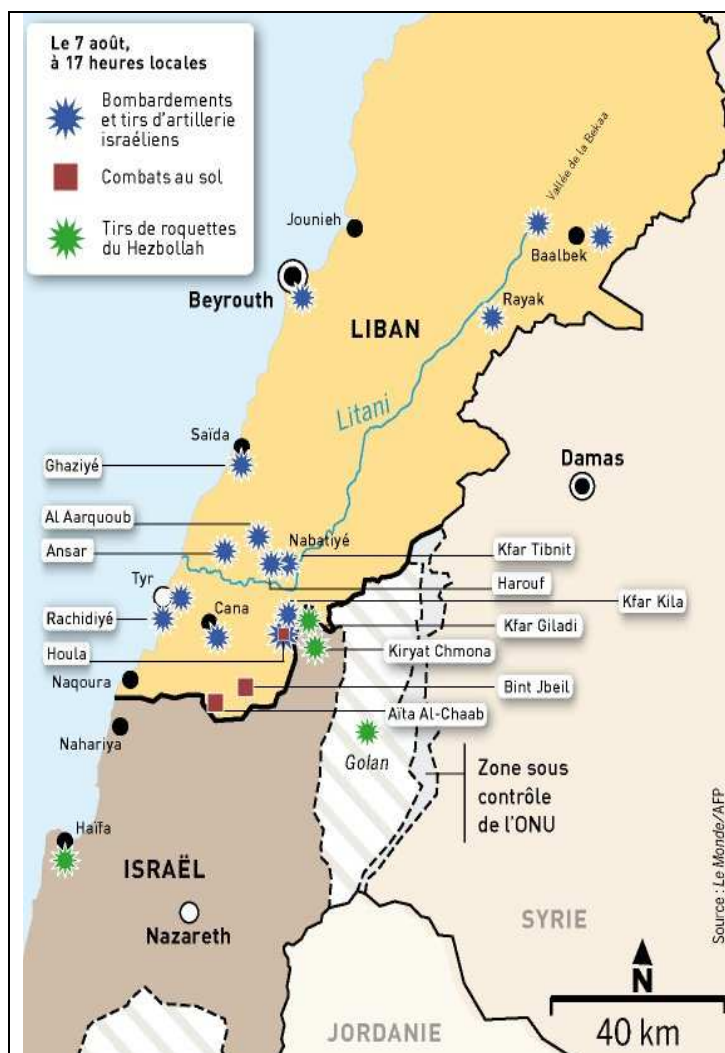 Le 7 août,
à 17 heures locales
Bombardements
et tirs d'artillerie
israéliens
Combats au sol
Tirs de roquettes
du Hezbollah
Vallée de la Bekaa
Jounieh
Baalbek
Beyrouth
Rayak
LIBAN
Litani
Saïda
Ghaziyé
Damas
Al Aarquoub
Nabatiyé
Ansar
Kfar Tibnit
Tyr
Harouf
Cana
Kfar Kila
Rachidiyé
Kfar Giladi
Houla
Kiryat Chmona
Naqoura
Bint Jbeil
Aïta Al-Chaab
Nahariya
Golan
Zone sous
contrôle
de l'ONU
Haïfa
ISRAËL
Nazareth
SYRIE
Source : Le Monde/AFP
N
JORDANIE
40 km